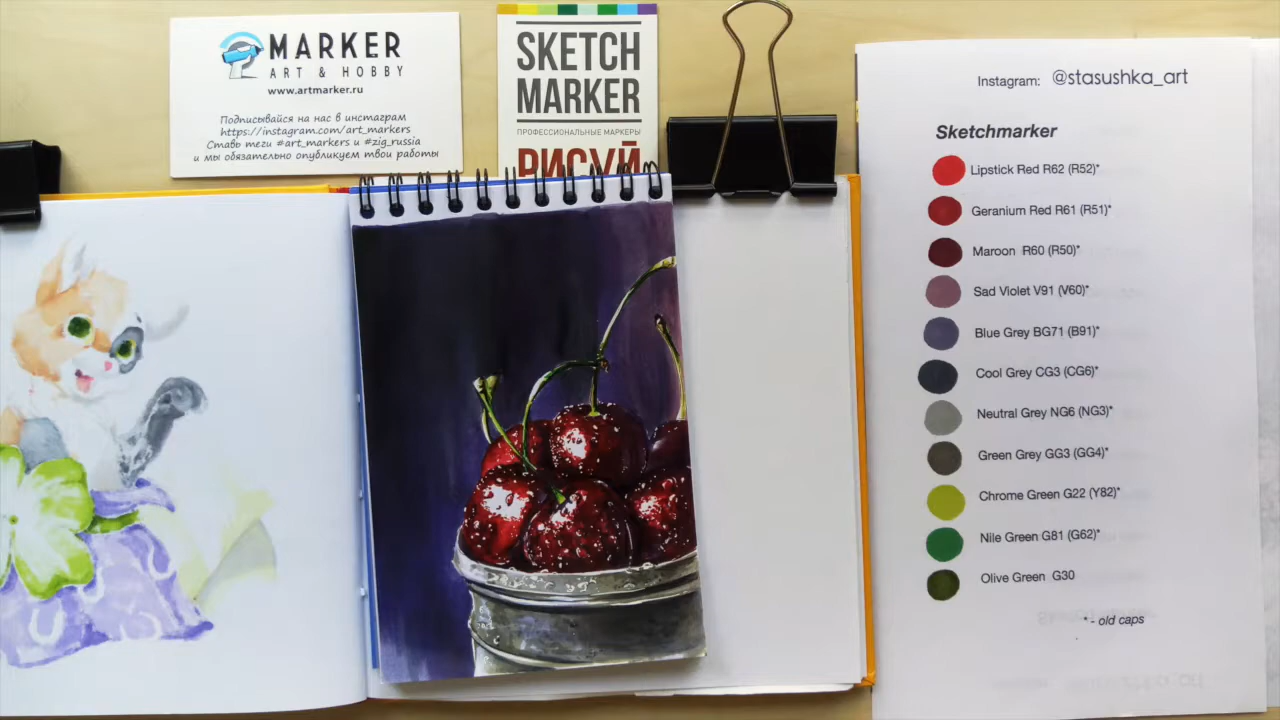 MARKER
ART & HOBBY
www.artmarker.ru
Подписывайся на нас в инстаграм
https://instagram.com/art_markers
Ставь теги #art_markers и #zig_russia
и мы обязательно опубликуем твои работы
SKETCH
MARKER
ПРОФЕССИОНАЛЬНЫЕ МАРКЕРЫ
РИСУЙ
Instagram: @stasushka_art
Sketchmarker
Lipstick Red R62 (R52)*
Geranium Red R61 (R51)*
Maroon R60 (R50)*
Sad Violet V91 (V60)*
Blue Grey BG71 (B91)*
Cool Grey CG3 (CG6)*
Neutral Grey NG6 (NG3)*
Green Grey GG3 (GG4)*
Chrome Green G22 (Y82)*
Nile Green G81 (G62)*
Olive Green G30
* - old caps